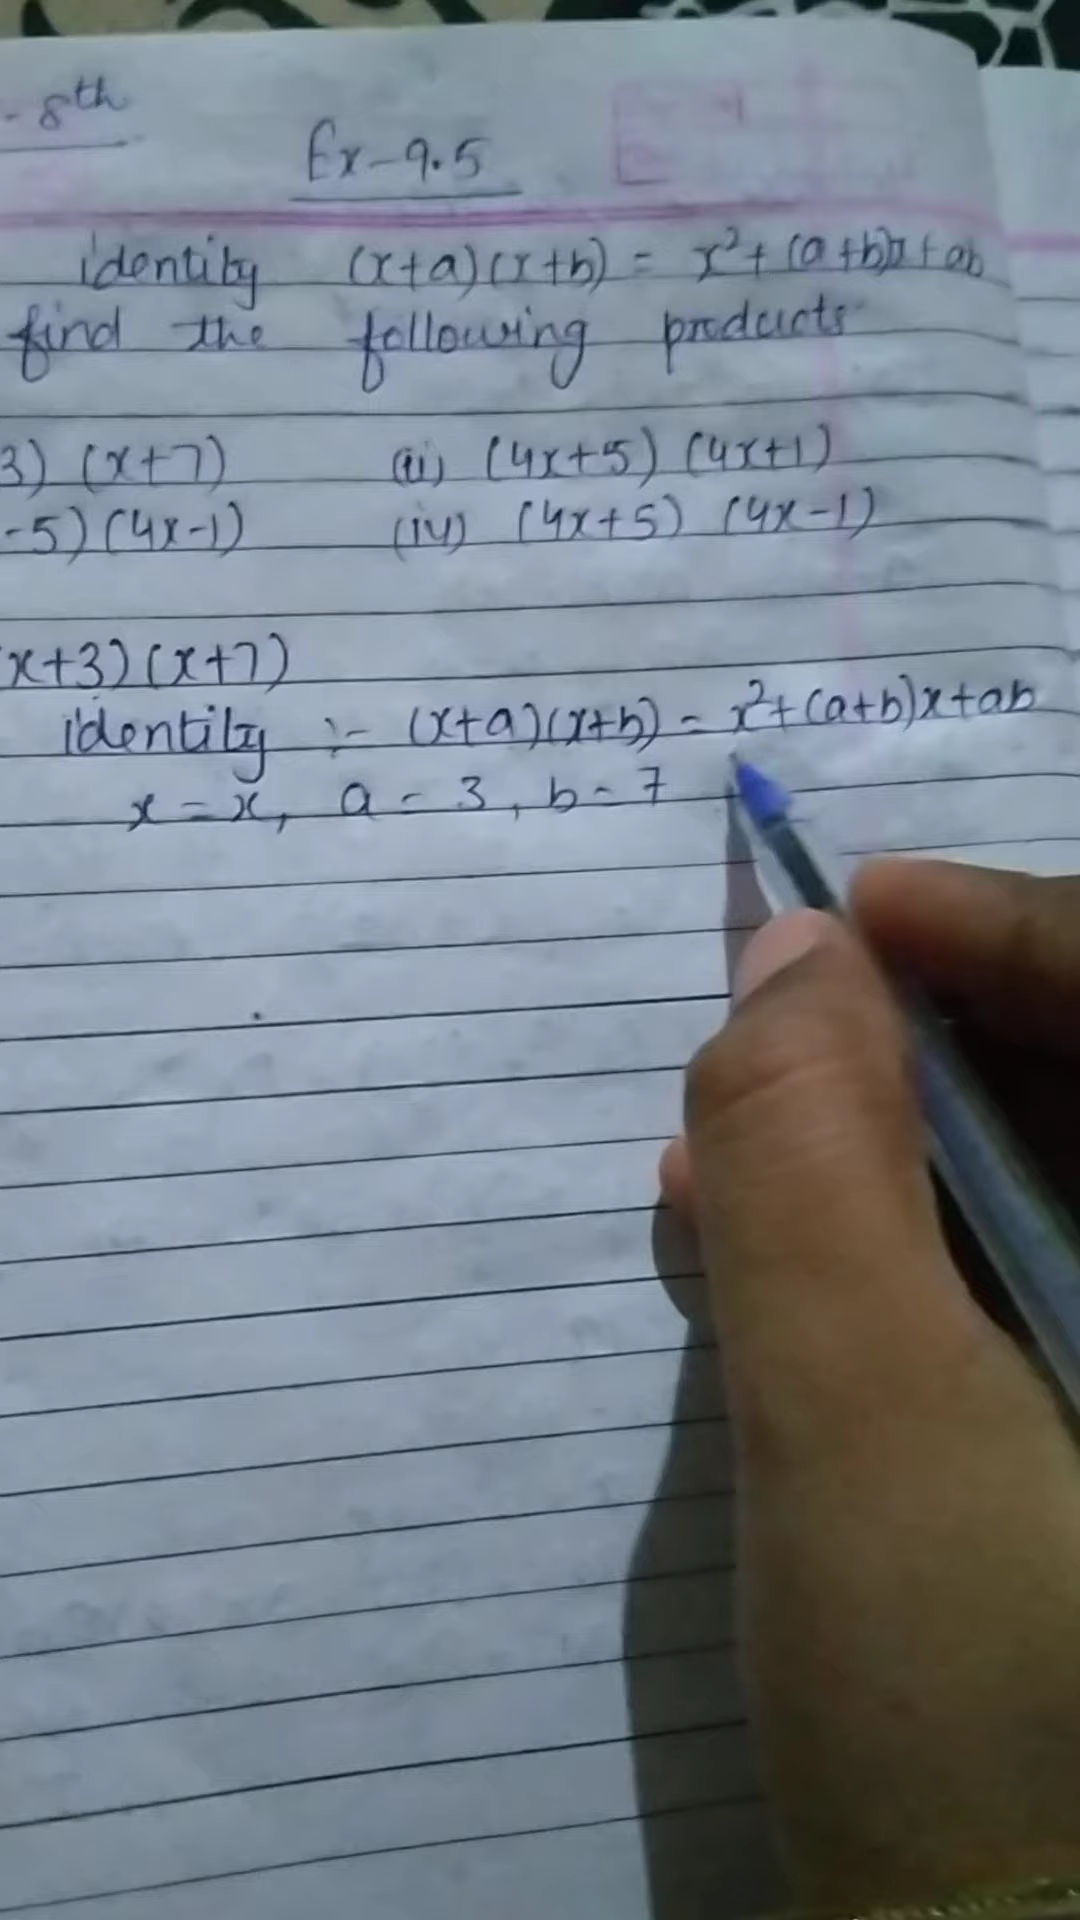 - 8th
Ex-9.5
identity (x+a)(x+b) = x²+(a+b)x+ab
find the following products
3) (x+7) (ii) (4x+5) (4x+1)
-5)(4x-1) (iv) (4x+5) (4x-1)
x+3)(x+7)
identity :- (x+a)(x+b) = x²+(a+b)x+ab
x = x, a = 3, b = 7